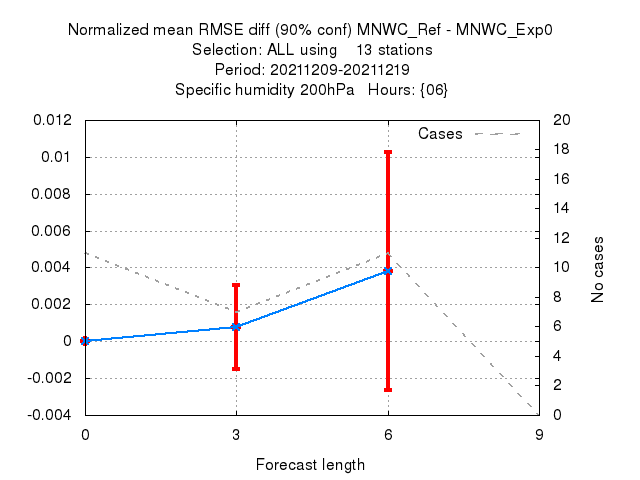 Normalized mean RMSE diff (90% conf) MNWC_Ref - MNWC_Exp0
Selection: ALL using 13 stations
Period: 20211209-20211219
Specific humidity 200hPa Hours: {06}
Cases
0.012
0.01
0.008
0.006
0.004
0.002
0
-0.002
-0.004
20
18
16
14
12
10
8
6
4
2
0
No cases
0 3 6 9
Forecast length